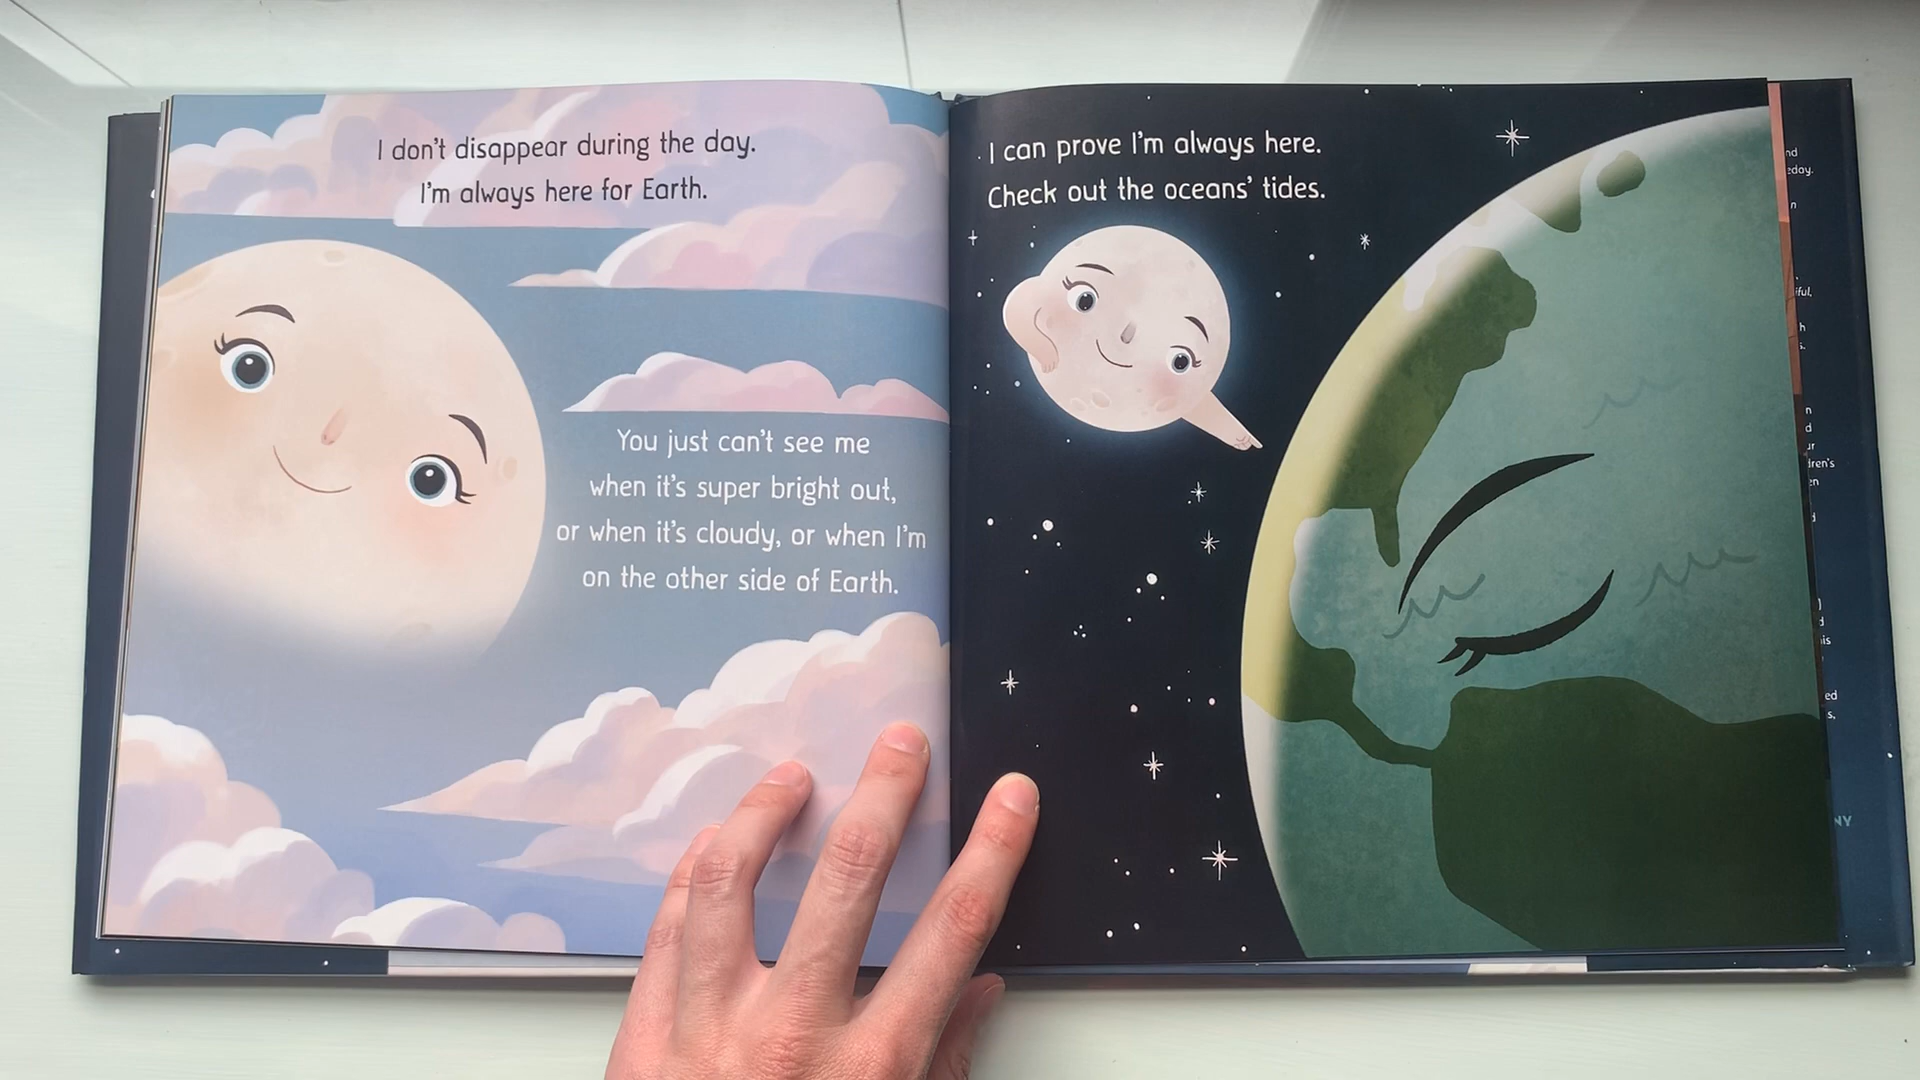 I don't disappear during the day.
I'm always here for Earth.
You just can't see me
when it's super bright out,
or when it's cloudy, or when I'm
on the other side of Earth.
I can prove I'm always here.
Check out the oceans' tides.